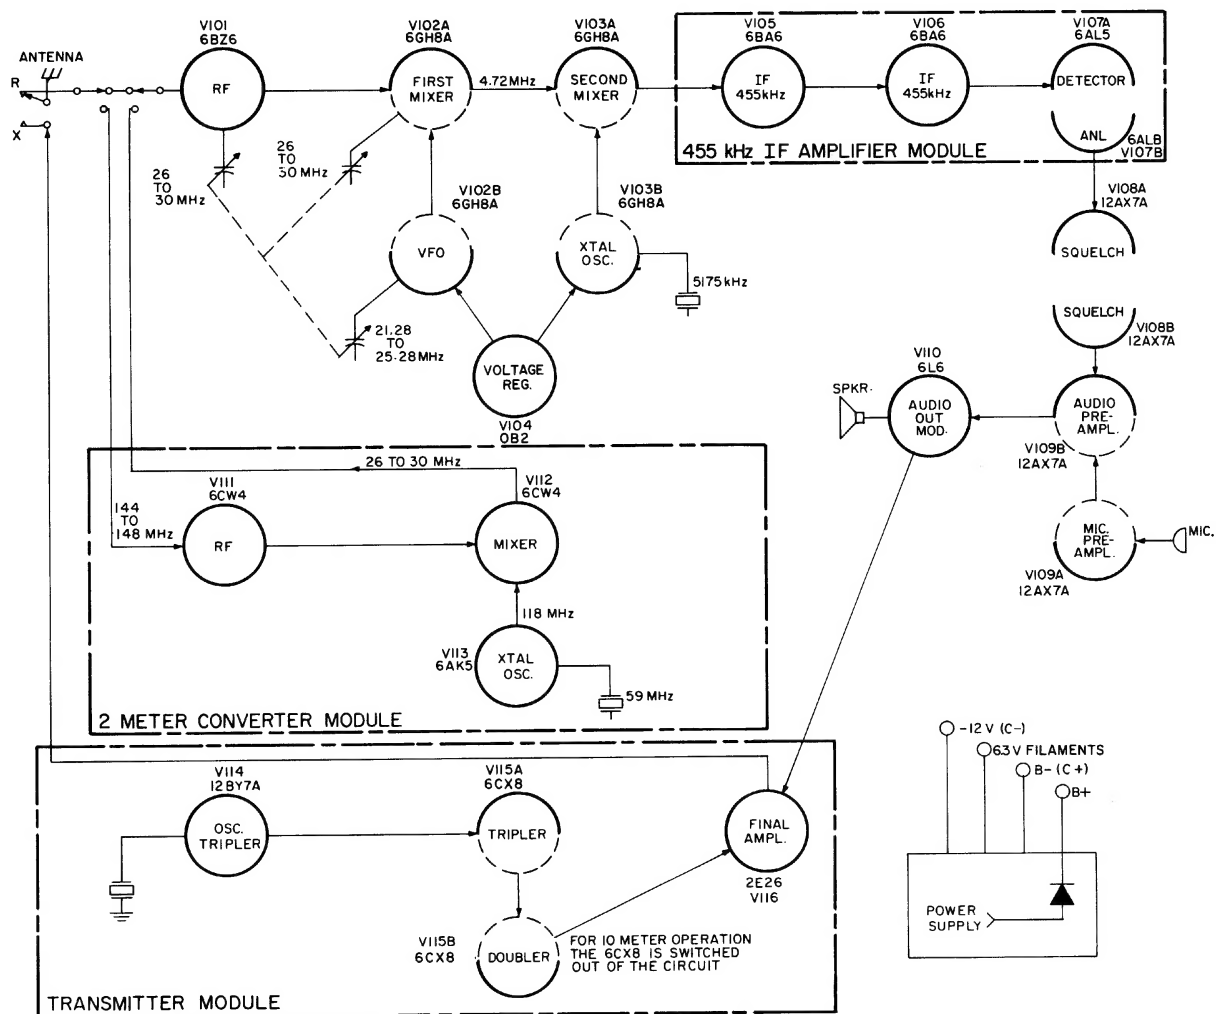 ANTENNA
R
X
V101
6BZ6
RF
26
TO
30 MHz
V102A
6GH8A
FIRST
MIXER
26
TO
30 MHz
4.72MHz
V103A
6GH8A
SECOND
MIXER
V102B
6GH8A
VFO
21.28
TO
25.28MHz
V103B
6GH8A
XTAL
OSC.
5175kHz
VOLTAGE
REG.
V104
OB2
V105
6BA6
IF
455kHz
V106
6BA6
IF
455kHz
V107A
6AL5
DETECTOR
ANL
6ALB
V107B
455 kHz IF AMPLIFIER MODULE
V108A
12AX7A
SQUELCH
SQUELCH
V108B
12AX7A
V110
6L6
SPKR.
AUDIO
OUT
MOD.
AUDIO
PRE-
AMPL.
V109B
12AX7A
MIC.
PRE-
AMPL.
MIC.
V109A
12AX7A
26 TO 30 MHz
144
TO
148 MHz
V111
6CW4
RF
V112
6CW4
MIXER
118 MHz
V113
6AK5
XTAL
OSC.
59 MHz
2 METER CONVERTER MODULE
V114
12BY7A
OSC.
TRIPLER
V115A
6CX8
TRIPLER
V115B
6CX8
DOUBLER
FINAL
AMPL.
2E26
V116
FOR 10 METER OPERATION
THE 6CX8 IS SWITCHED
OUT OF THE CIRCUIT
TRANSMITTER MODULE
-12 V (C-)
6.3 V FILAMENTS
B- (C+)
B+
POWER
SUPPLY